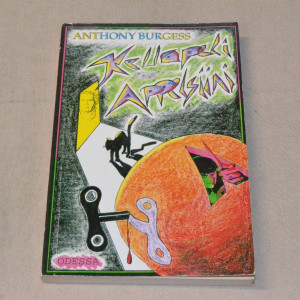 ANTHONY BURGESS
Kellopeli
APPELSIINI
ODESSA